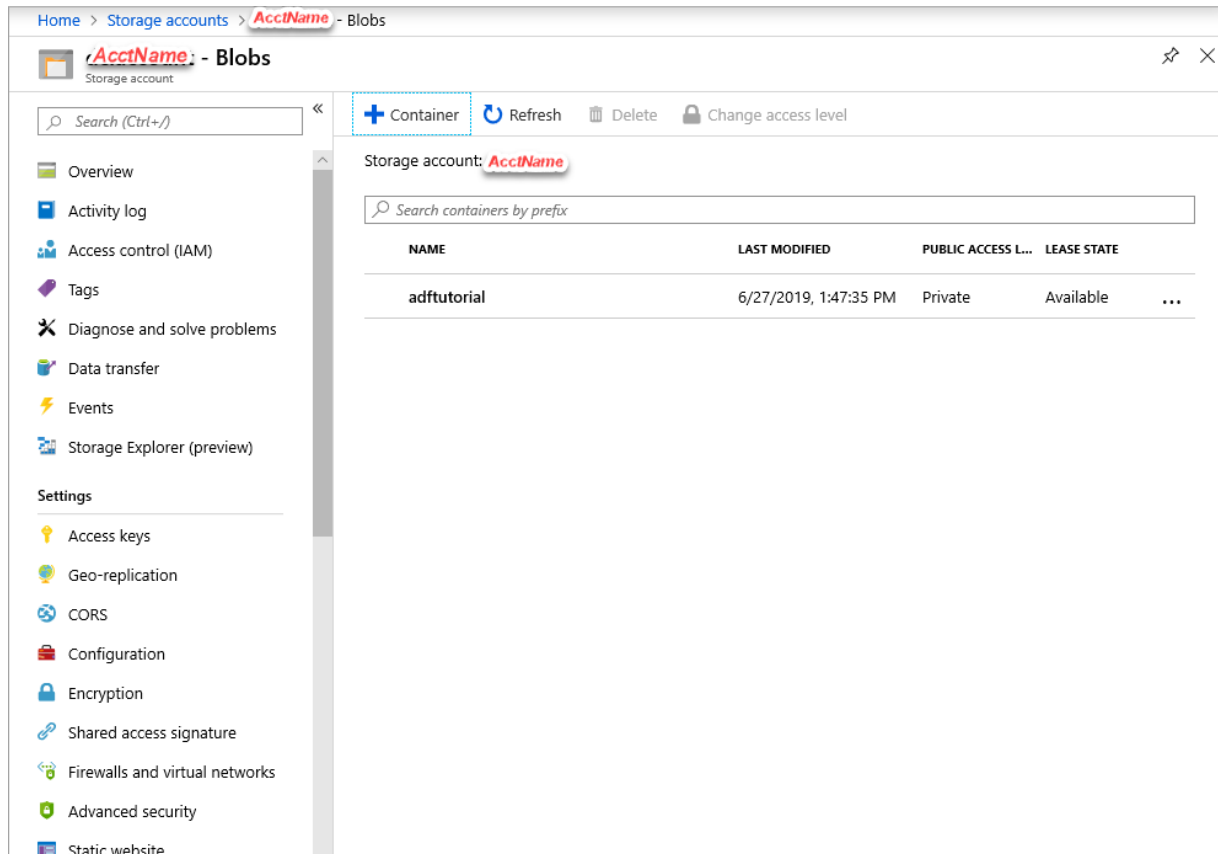 Home > Storage accounts > AcctName - Blobs
AcctName - Blobs
Storage account
Search (Ctrl+/)
«
Overview
Activity log
Access control (IAM)
Tags
Diagnose and solve problems
Data transfer
Events
Storage Explorer (preview)
Settings
Access keys
Geo-replication
CORS
Configuration
Encryption
Shared access signature
Firewalls and virtual networks
Advanced security
Static website
Container Refresh Delete Change access level
Storage account: AcctName
Search containers by prefix
NAME LAST MODIFIED PUBLIC ACCESS L... LEASE STATE
adftutorial 6/27/2019, 1:47:35 PM Private Available ...